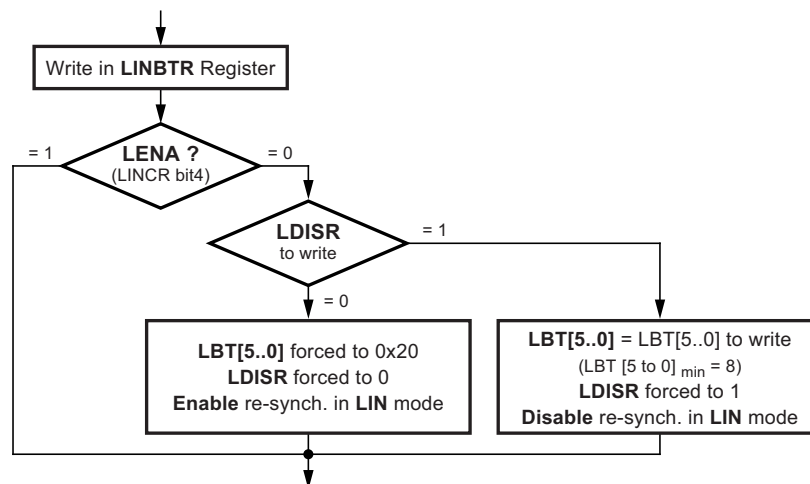 Write in LINBTR Register
= 1
LENA ?
(LINCR bit4)
= 0
LDISR
to write
= 1
= 0
LBT[5..0] forced to 0x20
LDISR forced to 0
Enable re-synch. in LIN mode
LBT[5..0] = LBT[5..0] to write
(LBT [5 to 0] min = 8)
LDISR forced to 1
Disable re-synch. in LIN mode